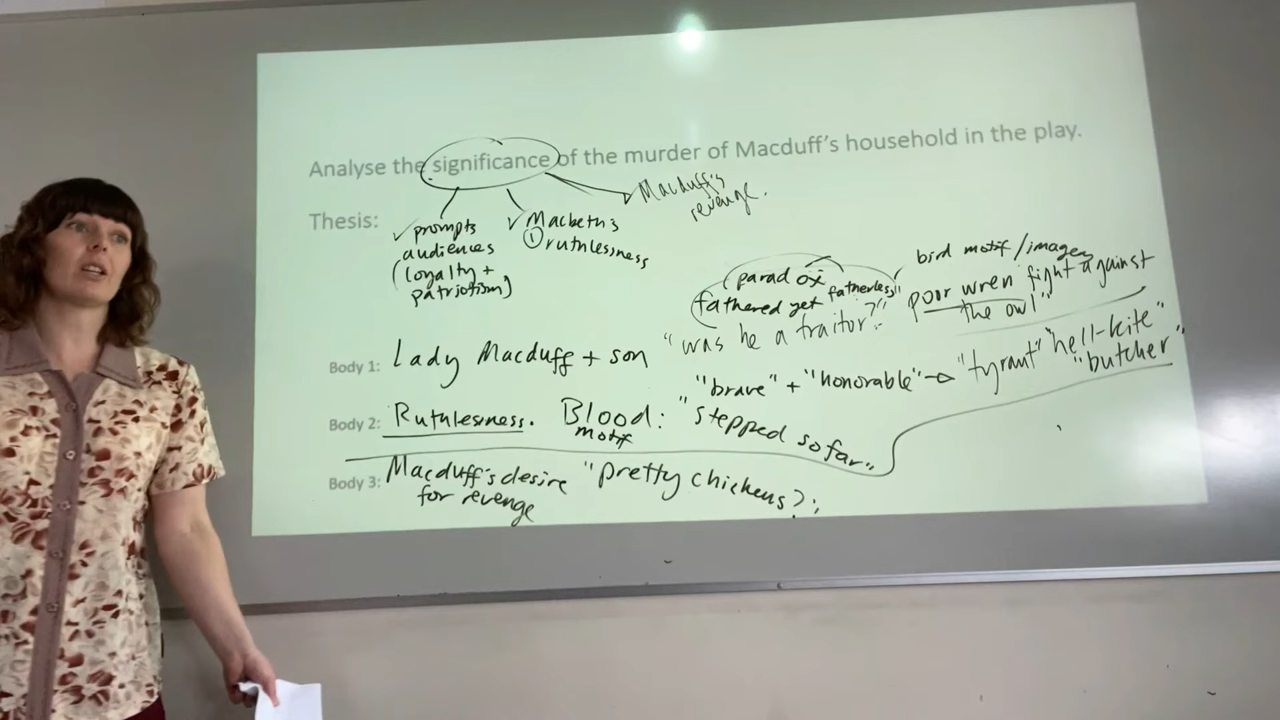 Analyse the significance of the murder of Macduff's household in the play.
Thesis:
prompts
audiences
(loyalty +
patriotism)
Macbeth's
① ruthlessness
Macduff's
revenge.
(paradox
fathered yet fatherless"
"was he a traitor?"
bird motif/imagery
poor wren fight against
the owl"
Body 1: Lady Macduff + son
"brave" + "honorable" → "tyrant" "hell-kite"
"butcher"
Body 2: Ruthlesness. Blood: "stepped so far"
motif
Body 3: Macduff's desire "pretty chickens?"
for revenge